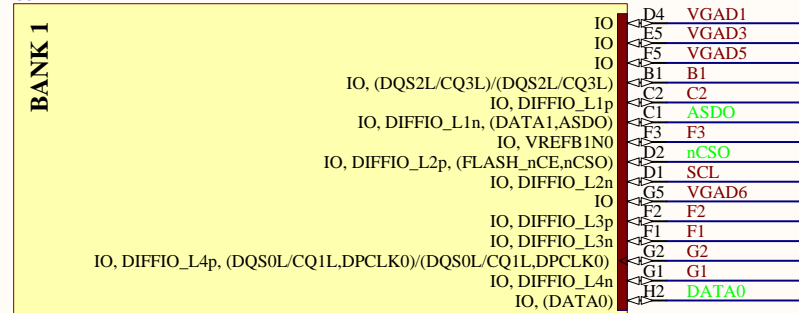 BANK 1
IO D4 VGAD1
IO E5 VGAD3
IO F5 VGAD5
IO, (DQS2L/CQ3L)/(DQS2L/CQ3L) B1 B1
IO, DIFFIO_L1p C2 C2
IO, DIFFIO_L1n, (DATA1,ASDO) C1 ASDO
IO, VREFB1N0 F3 F3
IO, DIFFIO_L2p, (FLASH_nCE,nCSO) D2 nCSO
IO, DIFFIO_L2n D1 SCL
IO G5 VGAD6
IO, DIFFIO_L3p F2 F2
IO, DIFFIO_L3n F1 F1
IO, DIFFIO_L4p, (DQS0L/CQ1L,DPCLK0)/(DQS0L/CQ1L,DPCLK0) G2 G2
IO, DIFFIO_L4n G1 G1
IO, (DATA0) H2 DATA0